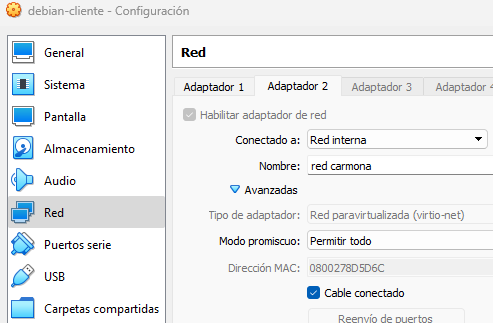 debian-cliente - Configuración
General
Sistema
Pantalla
Almacenamiento
Audio
Red
Puertos serie
USB
Carpetas compartidas
Red
Adaptador 1 Adaptador 2 Adaptador 3 Adaptador 4
Habilitar adaptador de red
Conectado a: Red interna
Nombre: red carmona
Avanzadas
Tipo de adaptador: Red paravirtualizada (virtio-net)
Modo promiscuo: Permitir todo
Dirección MAC: 0800278D5D6C
Cable conectado
Reenvío de puertos